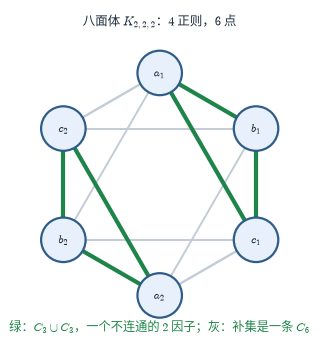 八面体 K₂,₂,₂：4 正则，6 点
a₁
c₂
b₁
b₂
c₁
a₂
绿：C₃ ∪ C₃，一个不连通的 2 因子；灰：补集是一条 C₆